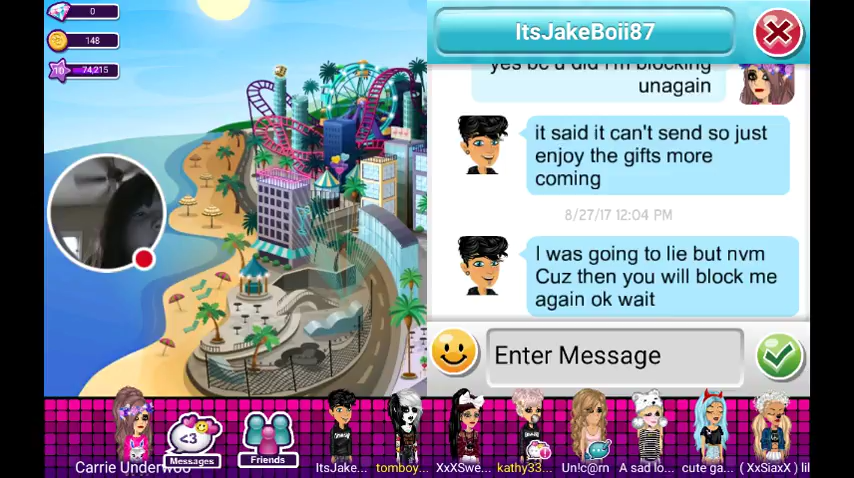 0
148
10
74,215
ItsJakeBoii87
yes bc u did I'm blocking
unagain
it said it can't send so just
enjoy the gifts more
coming
8/27/17 12:04 PM
I was going to lie but nvm
Cuz then you will block me
again ok wait
Enter Message
<3
Messages
Friends
Carrie Underwoo
ItsJake...
tomboy...
XxXSwe...
kathy33...
Un!c@rn
A sad lo...
cute ga...
( XxSiaxX ) lil